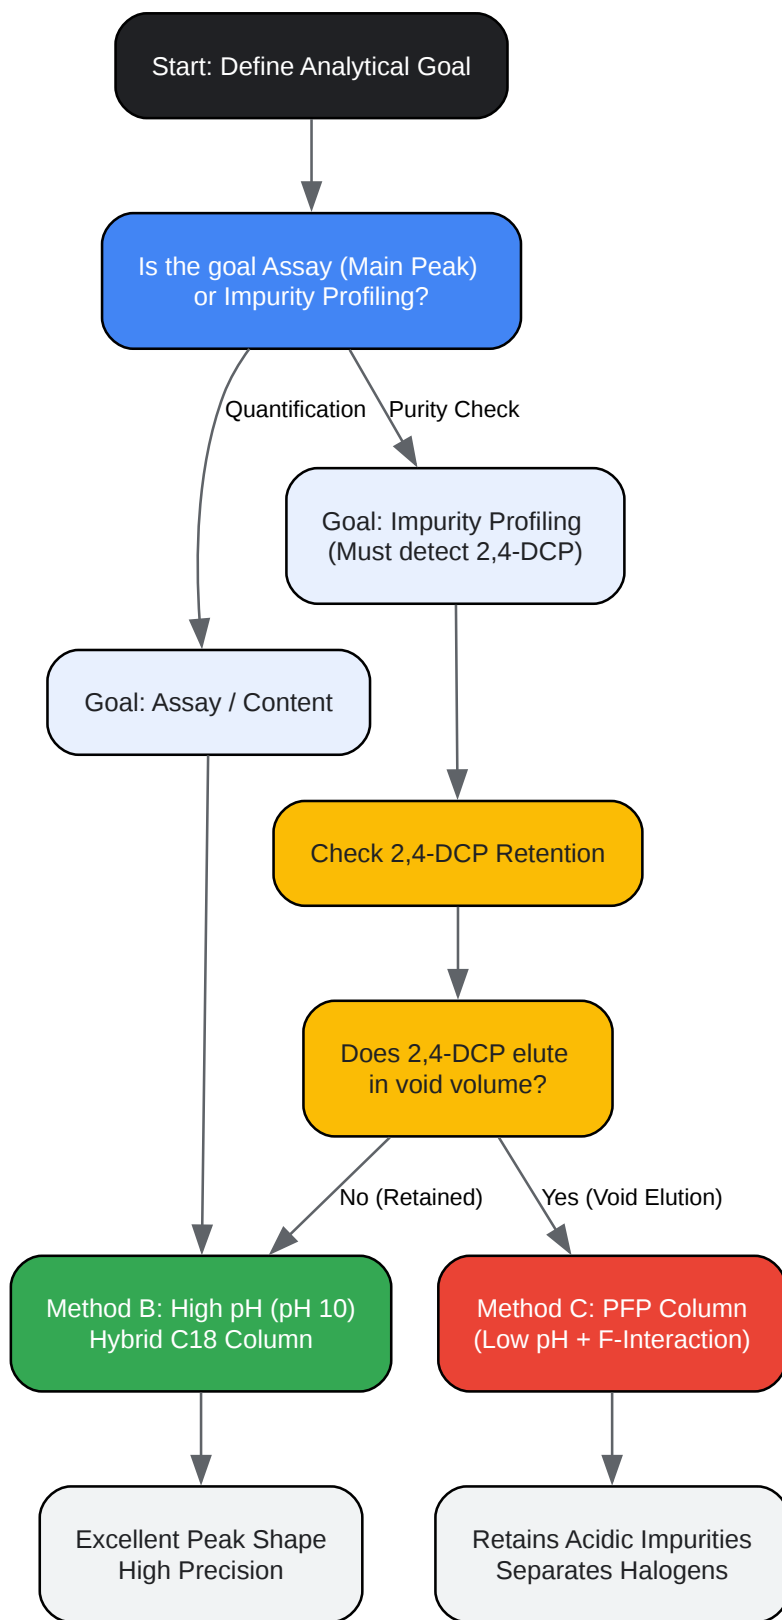 Start: Define Analytical Goal
Is the goal Assay (Main Peak)
or Impurity Profiling?
Quantification
Purity Check
Goal: Impurity Profiling
(Must detect 2,4-DCP)
Goal: Assay / Content
Check 2,4-DCP Retention
Does 2,4-DCP elute
in void volume?
No (Retained)
Yes (Void Elution)
Method B: High pH (pH 10)
Hybrid C18 Column
Method C: PFP Column
(Low pH + F-Interaction)
Excellent Peak Shape
High Precision
Retains Acidic Impurities
Separates Halogens